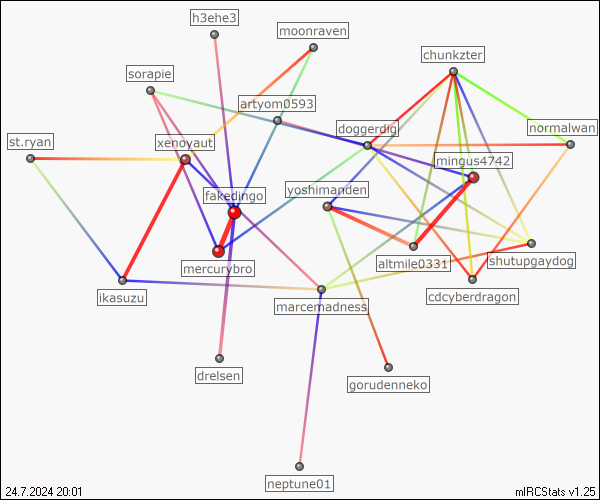 h3ehe3
moonraven
chunkzter
sorapie
artyom0593
normalwan
doggerdig
st.ryan
xenoyaut
mingus4742
fakedingo
yoshimanden
shutupgaydog
altmile0331
mercurybro
ikasuzu
cdcyberdragon
marcemadness
drelsen
gorudenneko
neptune01
24.7.2024 20:01
mIRCStats v1.25